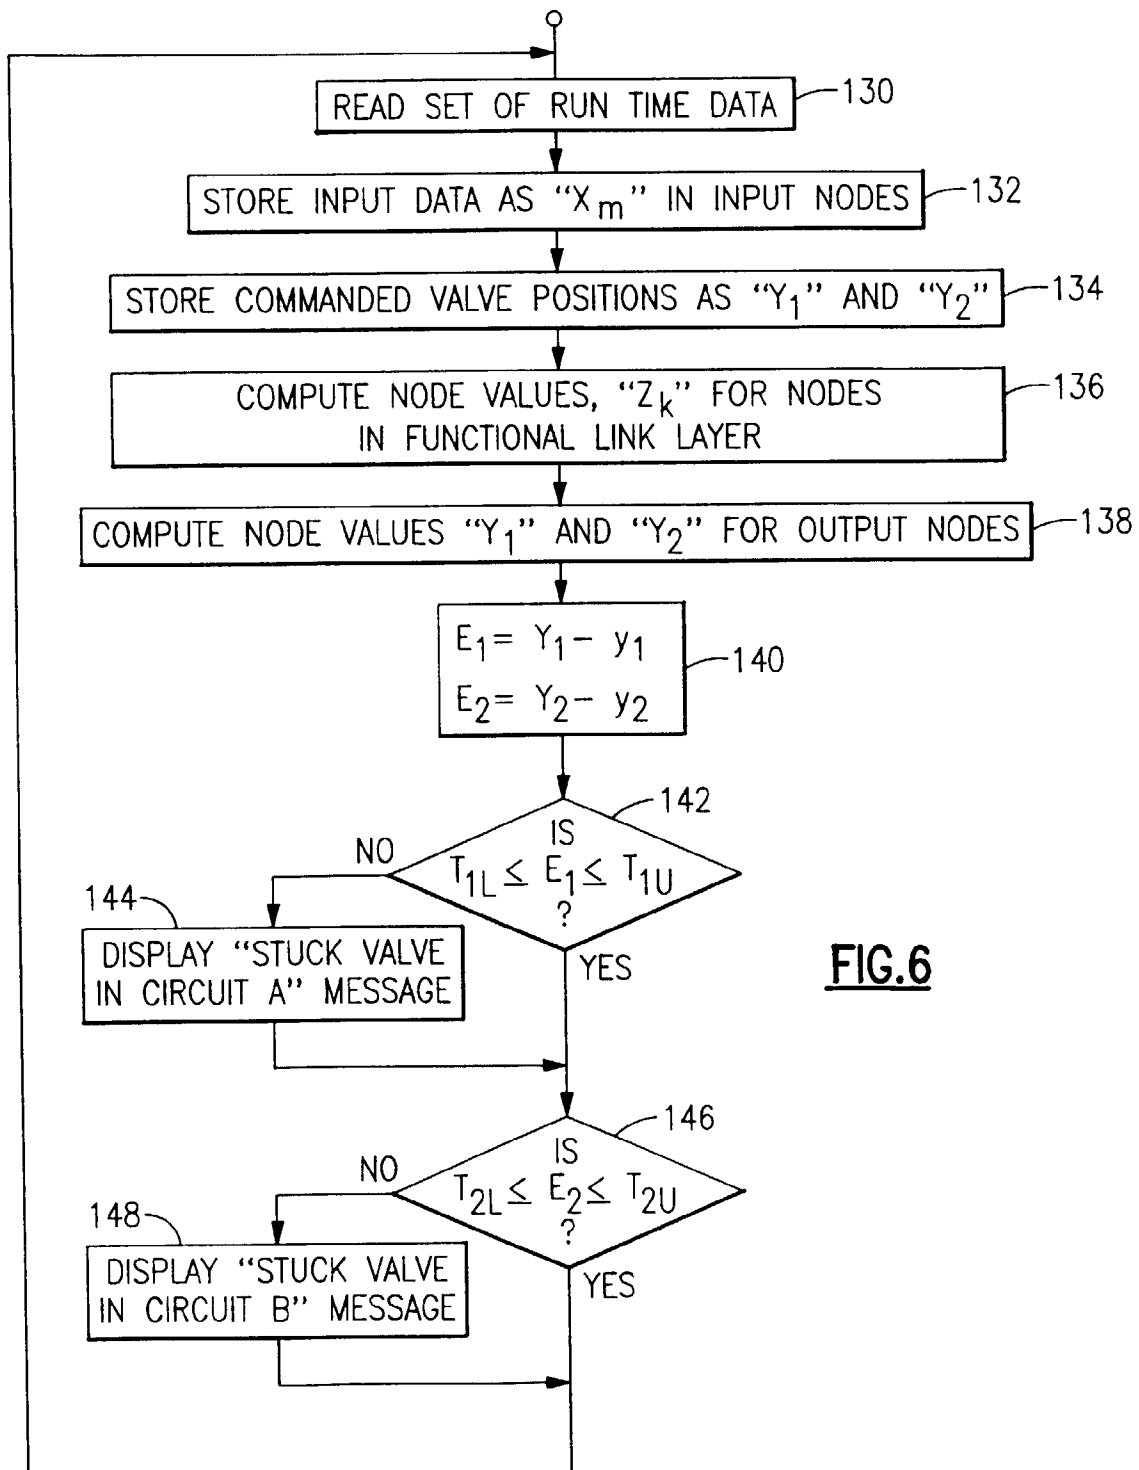 READ SET OF RUN TIME DATA
130
STORE INPUT DATA AS “Xm” IN INPUT NODES
132
STORE COMMANDED VALVE POSITIONS AS “Y1” AND “Y2”
134
COMPUTE NODE VALUES, “Zk” FOR NODES
IN FUNCTIONAL LINK LAYER
136
COMPUTE NODE VALUES “Y1” AND “Y2” FOR OUTPUT NODES
138
E1= Y1– y1
E2= Y2– y2
140
142
IS
T1L ≤ E1 ≤ T1U
?
NO
YES
144
DISPLAY “STUCK VALVE
IN CIRCUIT A” MESSAGE
FIG.6
146
IS
T2L ≤ E2 ≤ T2U
?
NO
YES
148
DISPLAY “STUCK VALVE
IN CIRCUIT B” MESSAGE